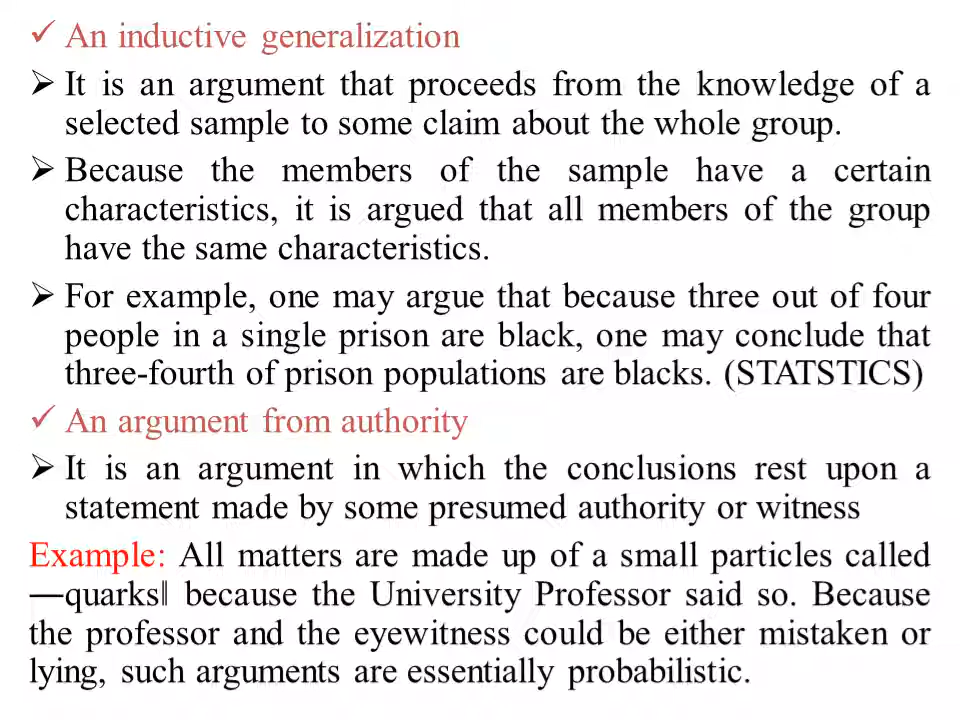 ✓ An inductive generalization
➢ It is an argument that proceeds from the knowledge of a
selected sample to some claim about the whole group.
➢ Because the members of the sample have a certain
characteristics, it is argued that all members of the group
have the same characteristics.
➢ For example, one may argue that because three out of four
people in a single prison are black, one may conclude that
three-fourth of prison populations are blacks. (STATSTICS)
✓ An argument from authority
➢ It is an argument in which the conclusions rest upon a
statement made by some presumed authority or witness
Example: All matters are made up of a small particles called
―quarks‖ because the University Professor said so. Because
the professor and the eyewitness could be either mistaken or
lying, such arguments are essentially probabilistic.